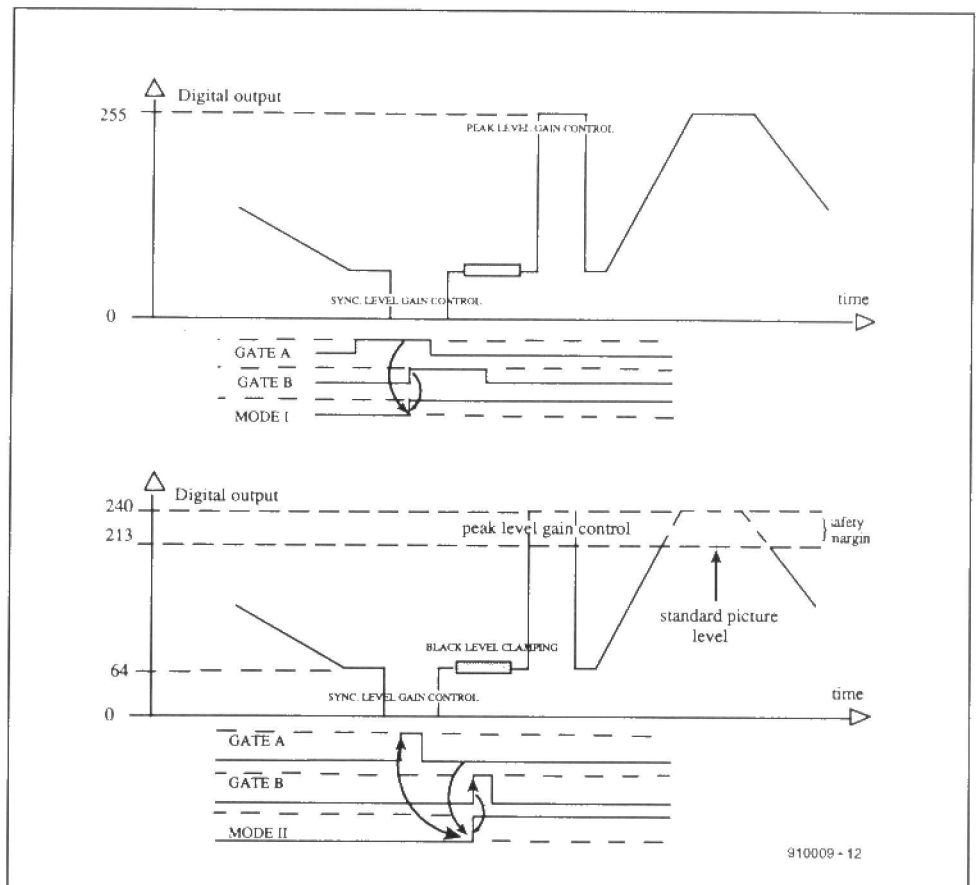 Digital output
255
PEAK LEVEL GAIN CONTROL
SYNC. LEVEL GAIN CONTROL
time
0
GATE A
GATE B
MODE I
Digital output
240
peak level gain control
safety
margin
213
standard picture
level
BLACK LEVEL CLAMPING
64
SYNC. LEVEL GAIN CONTROL
time
0
GATE A
GATE B
MODE II
910009 - 12